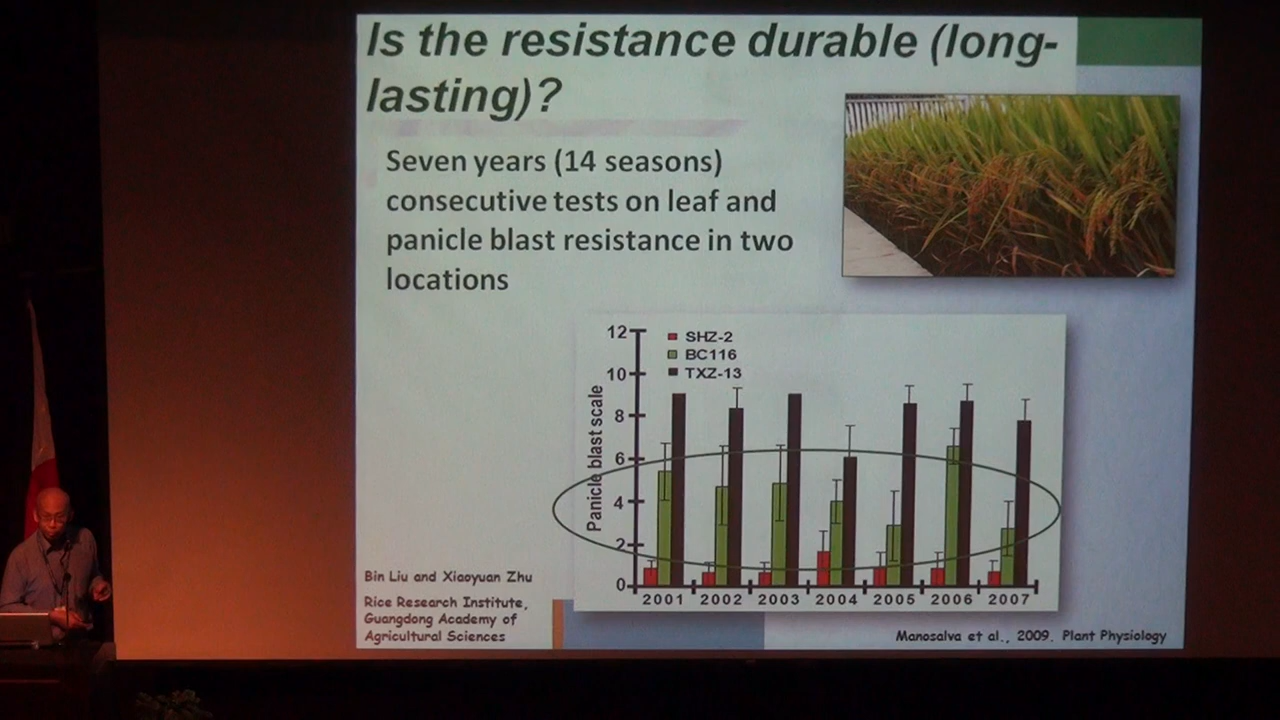 Is the resistance durable (long-
lasting)?
Seven years (14 seasons)
consecutive tests on leaf and
panicle blast resistance in two
locations
12
10
8
6
4
2
0
Panicle blast scale
SHZ-2
BC116
TXZ-13
2001 2002 2003 2004 2005 2006 2007
Bin Liu and Xiaoyuan Zhu
Rice Research Institute,
Guangdong Academy of
Agricultural Sciences
Manosalva et al., 2009. Plant Physiology